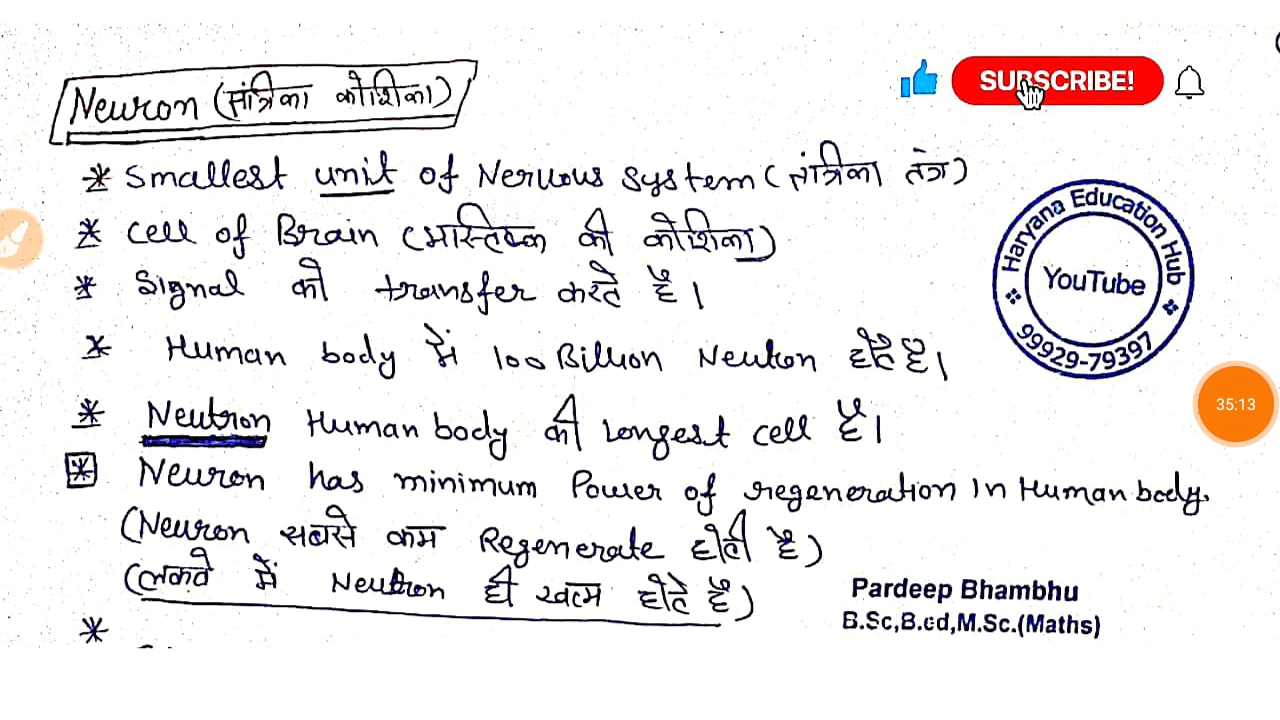 Neuron (तंत्रिका कोशिका)
SUBSCRIBE!
* Smallest unit of Nervous system (तंत्रिका तंत्र)
* cell of Brain (मस्तिष्क की कोशिका)
* Signal को transfer करते है।
* Human body में 100 Billion Neutron होते है।
* Neutron Human body की longest cell है।
* Neuron has minimum Power of regeneration in Human body.
(Neuron सबसे कम Regenerate होती है)
(लकवे में Neutron ही खत्म होते है)
*
Haryana Education Hub
YouTube
99929-79397
35:13
Pardeep Bhambhu
B.Sc,B.ed,M.Sc.(Maths)